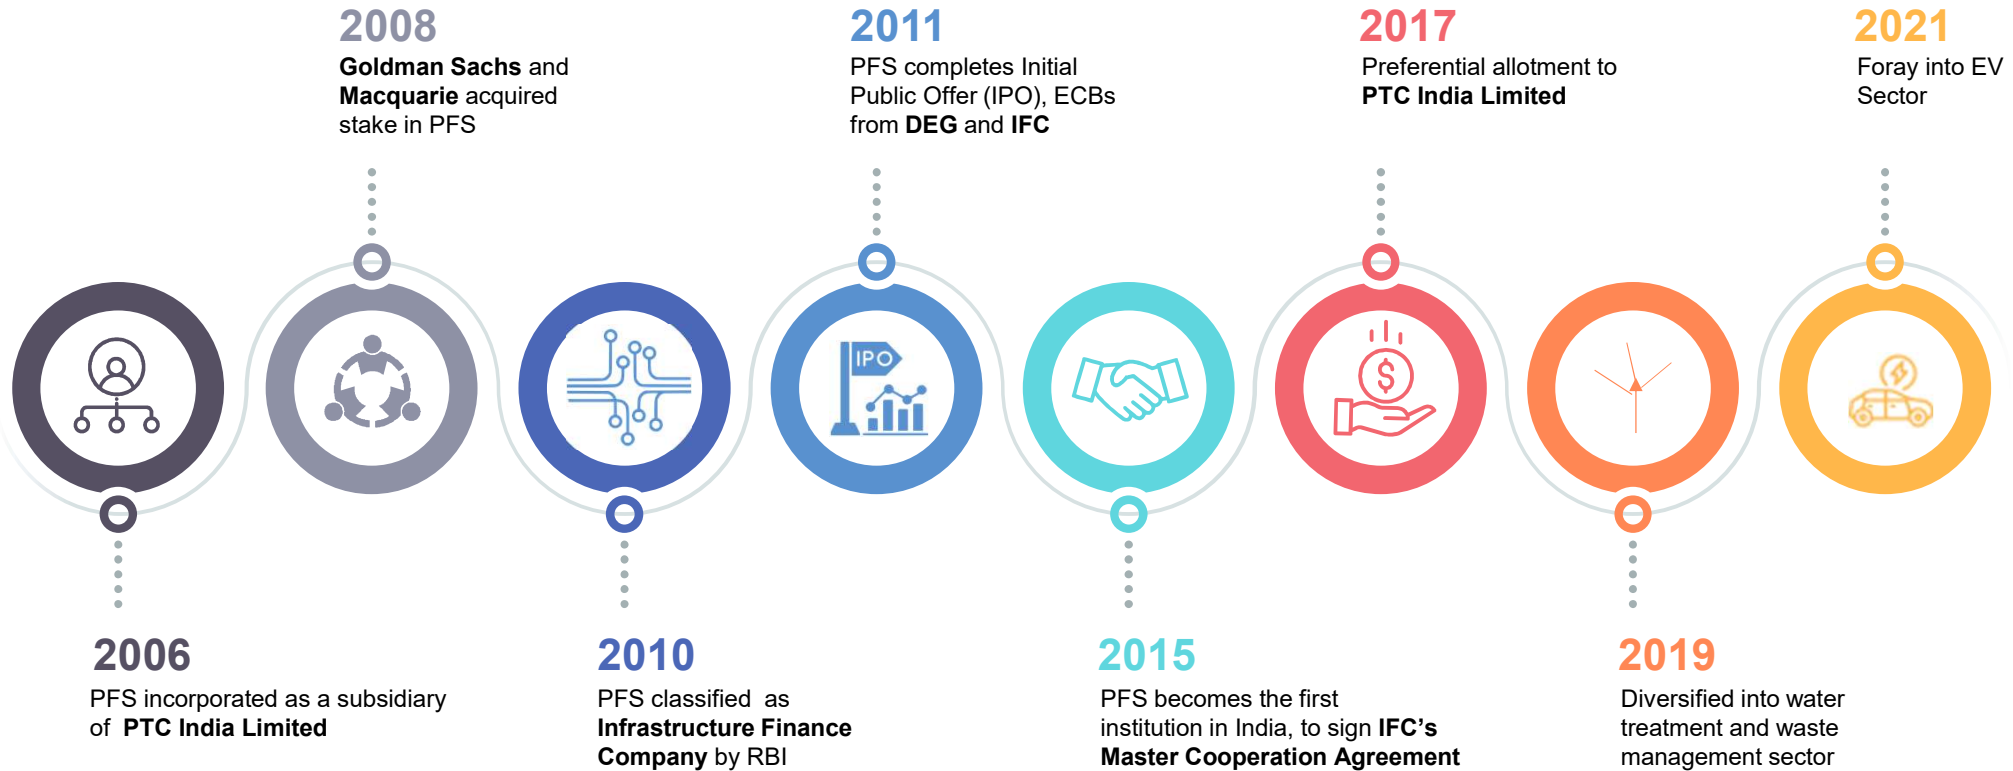 2008
Goldman Sachs and
Macquarie acquired
stake in PFS
2011
PFS completes Initial
Public Offer (IPO), ECBs
from DEG and IFC
2017
Preferential allotment to
PTC India Limited
2021
Foray into EV
Sector
IPO
$
2006
PFS incorporated as a subsidiary
of PTC India Limited
2010
PFS classified as
Infrastructure Finance
Company by RBI
2015
PFS becomes the first
institution in India, to sign IFC’s
Master Cooperation Agreement
2019
Diversified into water
treatment and waste
management sector